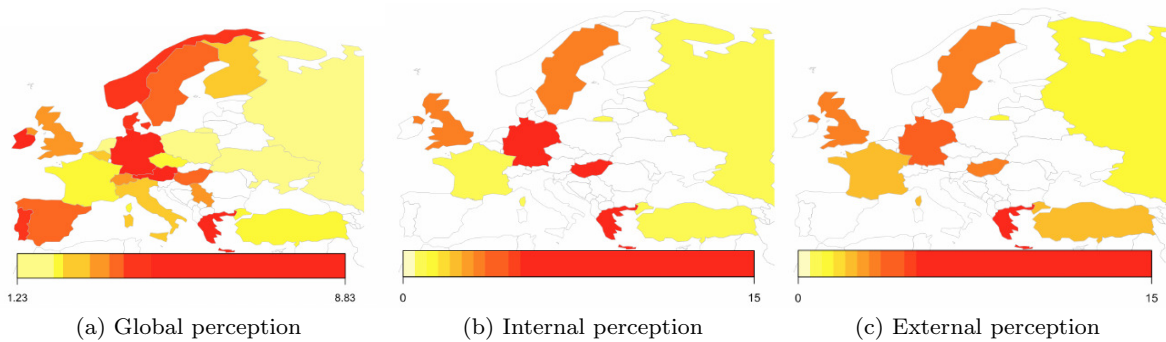 1.23 8.83
0 15
0 15
(a) Global perception
(b) Internal perception
(c) External perception